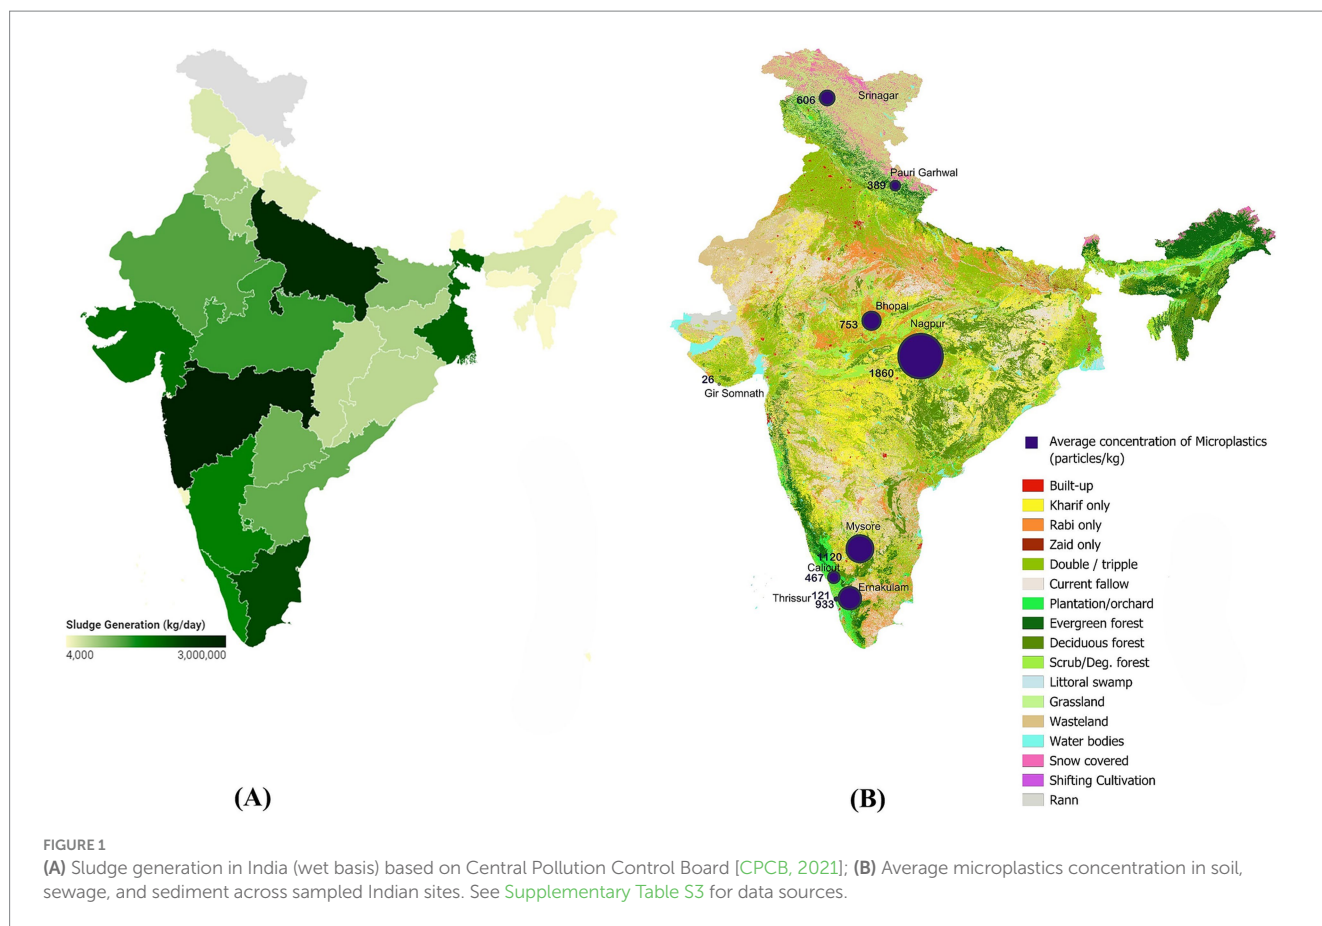 Sludge Generation (kg/day)
4,000 3,000,000
(A)
606 Srinagar
Pauri Garhwal
389
Bhopal
753
Nagpur
1860
26
Gir Somnath
Mysore
1120
Calicut
467
Ernakulam
Thrissur 121
933
Average concentration of Microplastics
(particles/kg)
Built-up
Kharif only
Rabi only
Zaid only
Double / tripple
Current fallow
Plantation/orchard
Evergreen forest
Deciduous forest
Scrub/Deg. forest
Littoral swamp
Grassland
Wasteland
Water bodies
Snow covered
Shifting Cultivation
Rann
(B)
FIGURE 1
(A) Sludge generation in India (wet basis) based on Central Pollution Control Board [CPCB, 2021]; (B) Average microplastics concentration in soil,
sewage, and sediment across sampled Indian sites. See Supplementary Table S3 for data sources.